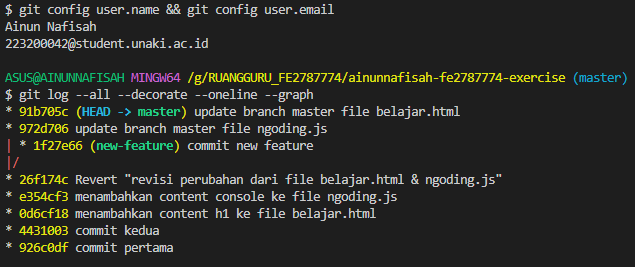 $ git config user.name && git config user.email
Ainun Nafisah
223200042@student.unaki.ac.id
ASUS@AINUNNAFISAH MINGW64 /g/RUANGGURU_FE2787774/ainunnafisah-fe2787774-exercise (master)
$ git log --all --decorate --oneline --graph
* 91b705c (HEAD -> master) update branch master file belajar.html
* 972d706 update branch master file ngoding.js
| * 1f27e66 (new-feature) commit new feature
|/
* 26f174c Revert "revisi perubahan dari file belajar.html & ngoding.js"
* e354cf3 menambahkan content console ke file ngoding.js
* 0d6cf18 menambahkan content h1 ke file belajar.html
* 4431003 commit kedua
* 926c0df commit pertama